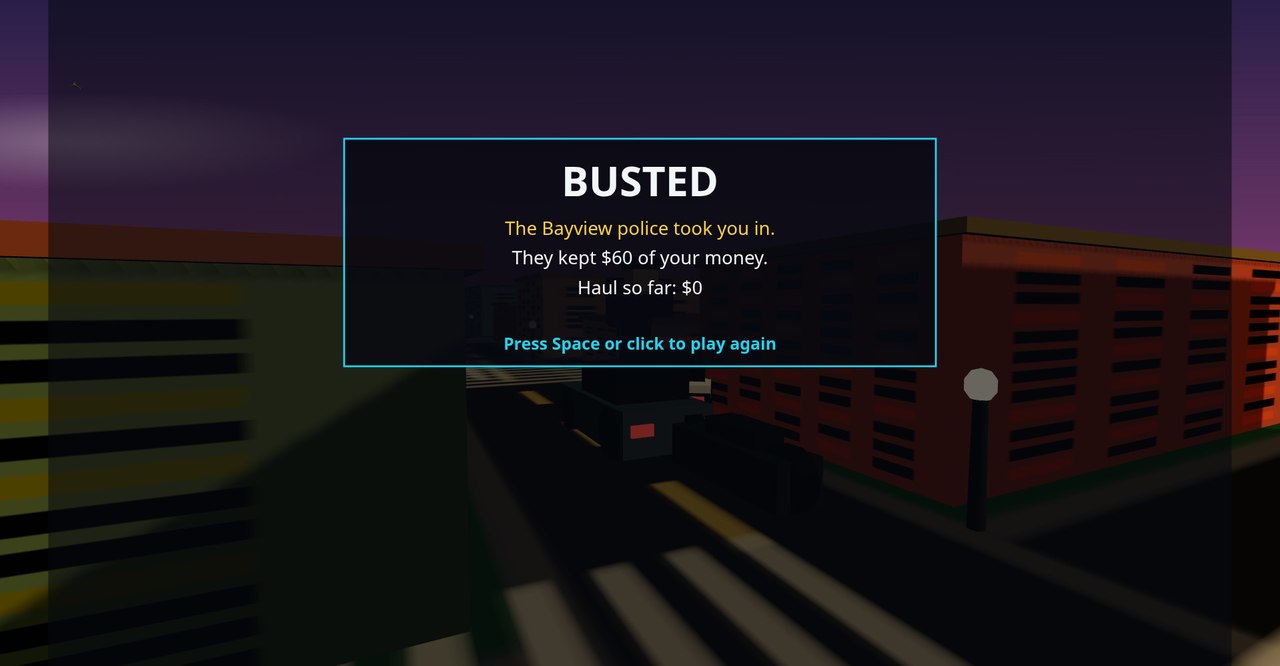 BUSTED
The Bayview police took you in.
They kept $60 of your money.
Haul so far: $0
Press Space or click to play again